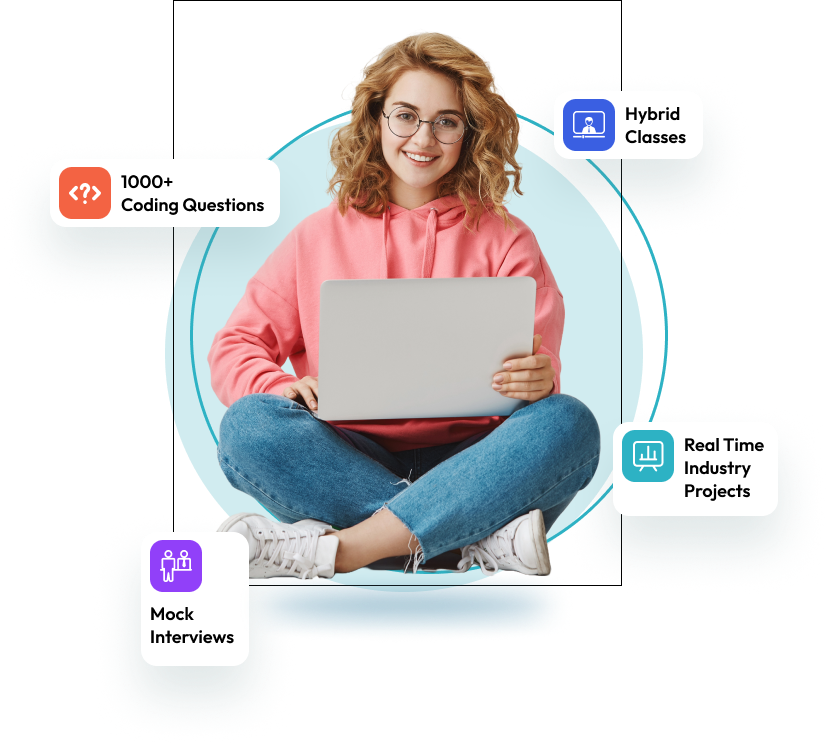 Hybrid
Classes
1000+
Coding Questions
Real Time
Industry
Projects
Mock
Interviews